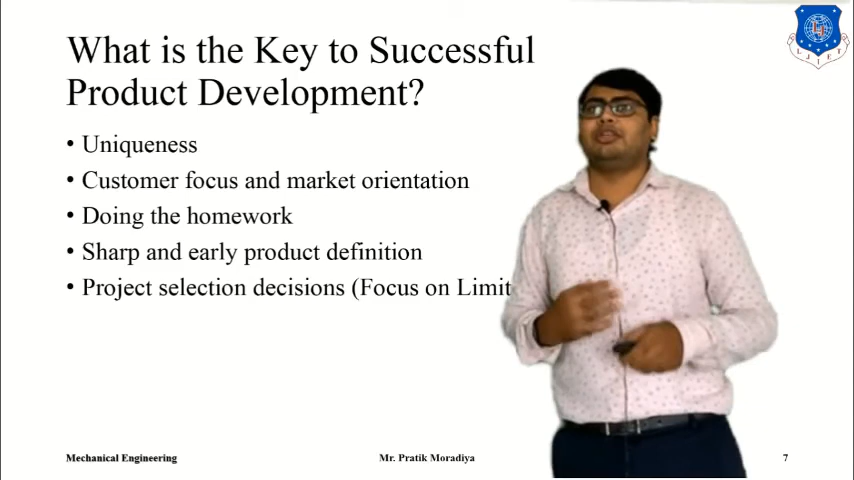 What is the Key to Successful
Product Development?
• Uniqueness
• Customer focus and market orientation
• Doing the homework
• Sharp and early product definition
• Project selection decisions (Focus on Limit
Mechanical Engineering
Mr. Pratik Moradiya
7
LJIET